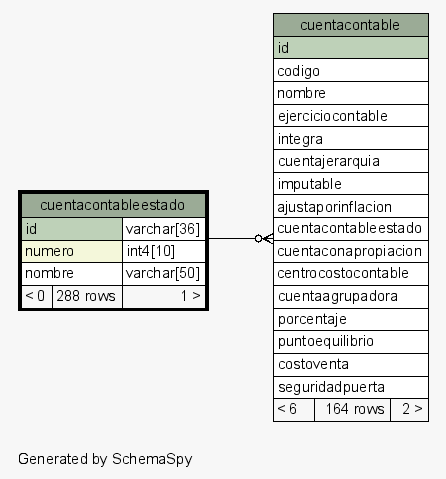 cuentacontable
id
codigo
nombre
ejerciciocontable
integra
cuentajerarquia
imputable
ajustaporinflacion
cuentacontableestado
cuentaconapropiacion
centrocostocontable
cuentaagrupadora
porcentaje
puntoequilibrio
costoventa
seguridadpuerta
< 6 164 rows 2 >
cuentacontableestado
id varchar[36]
numero int4[10]
nombre varchar[50]
< 0 288 rows 1 >
Generated by SchemaSpy